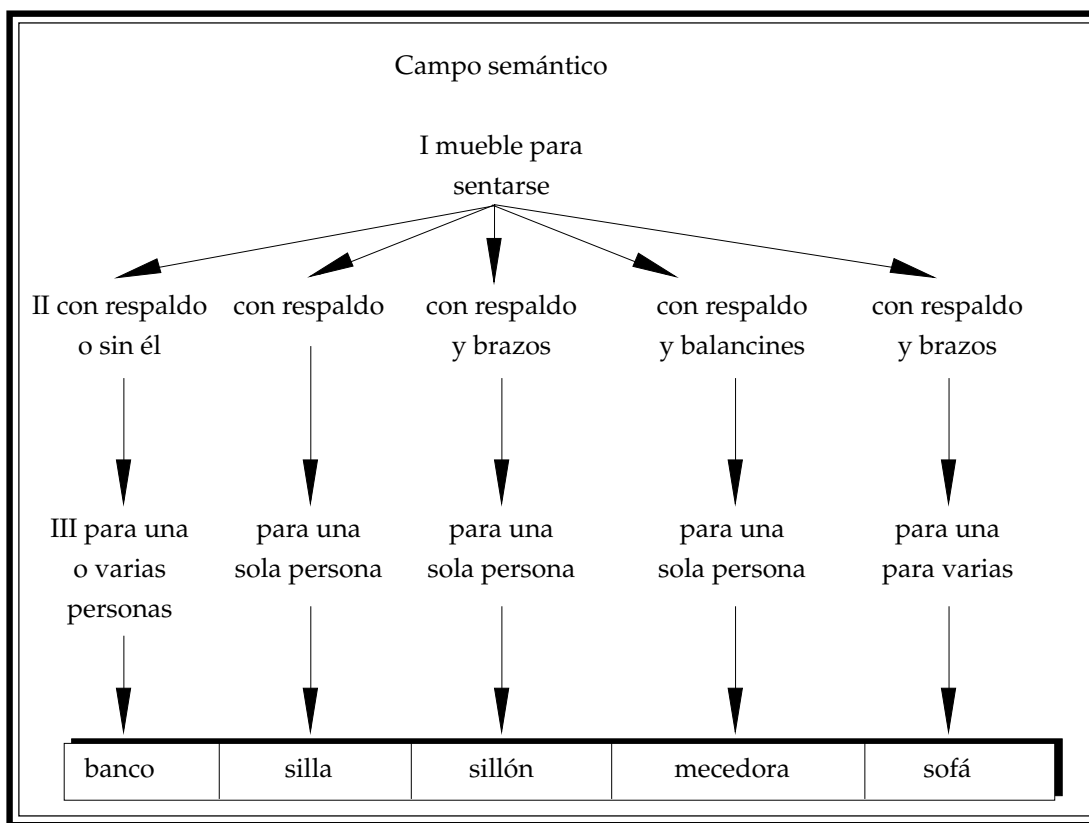 Campo semántico
I mueble para
sentarse
II con respaldo
o sin él
con respaldo
con respaldo
y brazos
con respaldo
y balancines
con respaldo
y brazos
III para una
o varias
personas
para una
sola persona
para una
sola persona
para una
sola persona
para una
para varias
banco
silla
sillón
mecedora
sofá